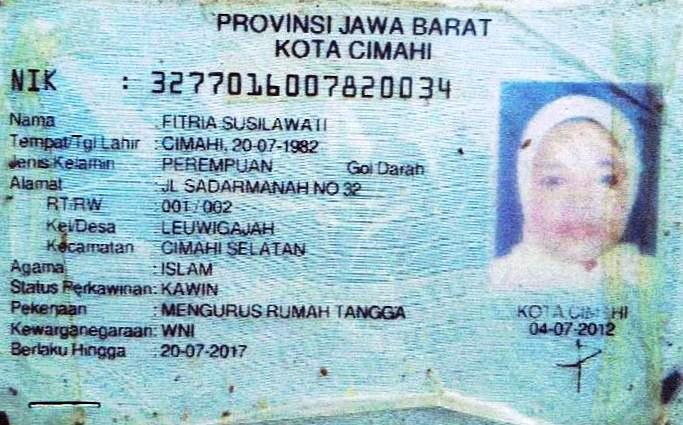 PROVINSI JAWA BARAT
KOTA CIMAHI
NIK : 3277016007820034
Nama : FITRIA SUSILAWATI
Tempat/Tgl Lahir : CIMAHI, 20-07-1982
Jenis Kelamin : PEREMPUAN Gol Darah
Alamat : JL SADARMANAH NO 32
RT/RW : 001 / 002
Kel/Desa : LEUWIGAJAH
Kecamatan : CIMAHI SELATAN
Agama : ISLAM
Status Perkawinan: KAWIN
Pekerjaan : MENGURUS RUMAH TANGGA
Kewarganegaraan: WNI
Berlaku Hingga : 20-07-2017
KOTA CIMAHI
04-07-2012